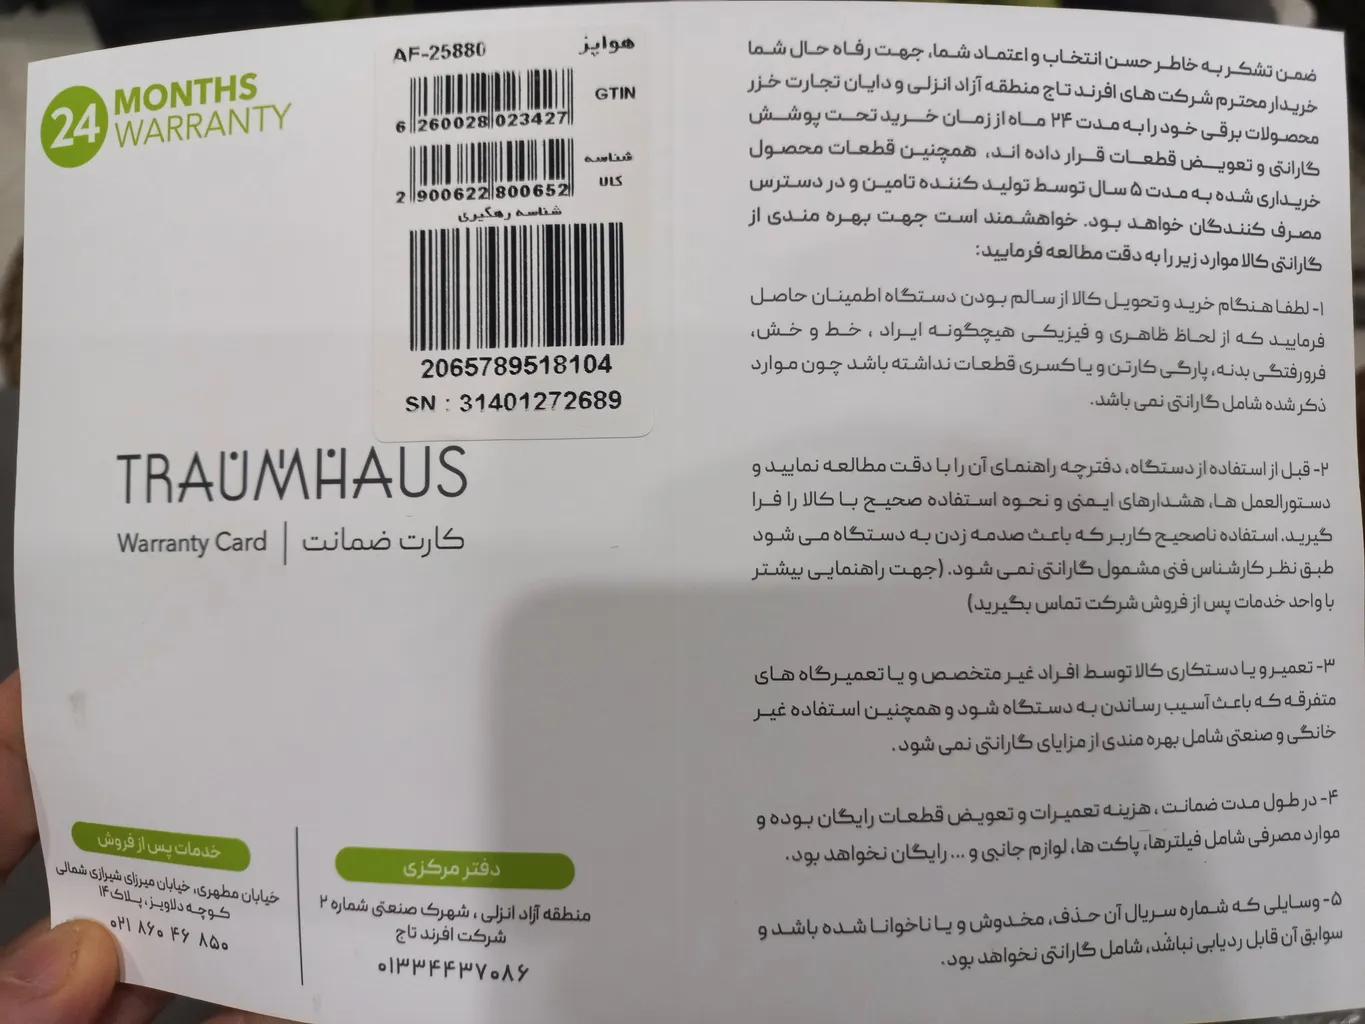 24 MONTHS
WARRANTY
AF-25880 هواپز
GTIN
6 260028 023427
شناسه
کالا
2 900622 800652
شناسه رهگیری
2065789518104
SN : 31401272689
TRAUMHAUS
Warranty Card | کارت ضمانت
خدمات پس از فروش
خیابان مطهری، خیابان میرزای شیرازی شمالی
کوچه دلاویز، پلاک ۱۴
۰۲۱ ۸۶۰ ۴۶ ۸۵۰
دفتر مرکزی
منطقه آزاد انزلی ، شهرک صنعتی شماره ۲
شرکت افرند تاج
۰۱۳۳۴۴۳۷۰۸۶
ضمن تشکر به خاطر حسن انتخاب و اعتماد شما، جهت رفاه حال شما
خریدار محترم شرکت های افرند تاج منطقه آزاد انزلی و دایان تجارت خزر
محصولات برقی خود را به مدت ۲۴ ماه از زمان خرید تحت پوشش
گارانتی و تعویض قطعات قرار داده اند، همچنین قطعات محصول
خریداری شده به مدت ۵ سال توسط تولید کننده تامین و در دسترس
مصرف کنندگان خواهد بود. خواهشمند است جهت بهره مندی از
گارانتی کالا موارد زیر را به دقت مطالعه فرمایید:
۱- لطفا هنگام خرید و تحویل کالا از سالم بودن دستگاه اطمینان حاصل
فرمایید که از لحاظ ظاهری و فیزیکی هیچگونه ایراد ، خط و خش،
فرورفتگی بدنه، پارگی کارتن و یا کسری قطعات نداشته باشد چون موارد
ذکر شده شامل گارانتی نمی باشد.
۲- قبل از استفاده از دستگاه، دفترچه راهنمای آن را با دقت مطالعه نمایید و
دستورالعمل ها، هشدارهای ایمنی و نحوه استفاده صحیح با کالا را فرا
گیرید. استفاده ناصحیح کاربر که باعث صدمه زدن به دستگاه می شود
طبق نظر کارشناس فنی مشمول گارانتی نمی شود. (جهت راهنمایی بیشتر
با واحد خدمات پس از فروش شرکت تماس بگیرید)
۳- تعمیر و یا دستکاری کالا توسط افراد غیر متخصص و یا تعمیرگاه های
متفرقه که باعث آسیب رساندن به دستگاه شود و همچنین استفاده غیر
خانگی و صنعتی شامل بهره مندی از مزایای گارانتی نمی شود.
۴- در طول مدت ضمانت ، هزینه تعمیرات و تعویض قطعات رایگان بوده و
موارد مصرفی شامل فیلترها، پاکت ها، لوازم جانبی و ... رایگان نخواهد بود.
۵- وسایلی که شماره سریال آن حذف، مخدوش و یا ناخوانا شده باشد و
سوابق آن قابل ردیابی نباشد، شامل گارانتی نخواهد بود.